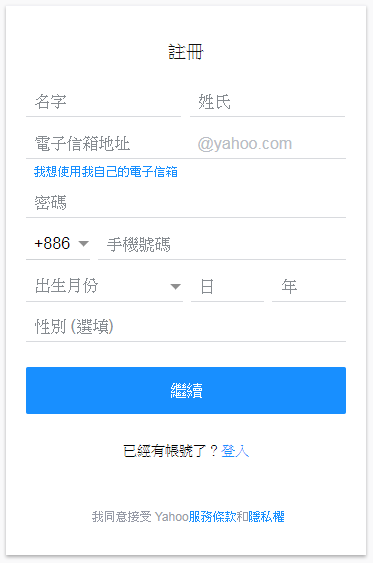 註冊
名字 姓氏
電子信箱地址 @yahoo.com
我想使用我自己的電子信箱
密碼
+886 手機號碼
出生月份 日 年
性別 (選填)
繼續
已經有帳號了？登入
我同意接受 Yahoo服務條款和隱私權